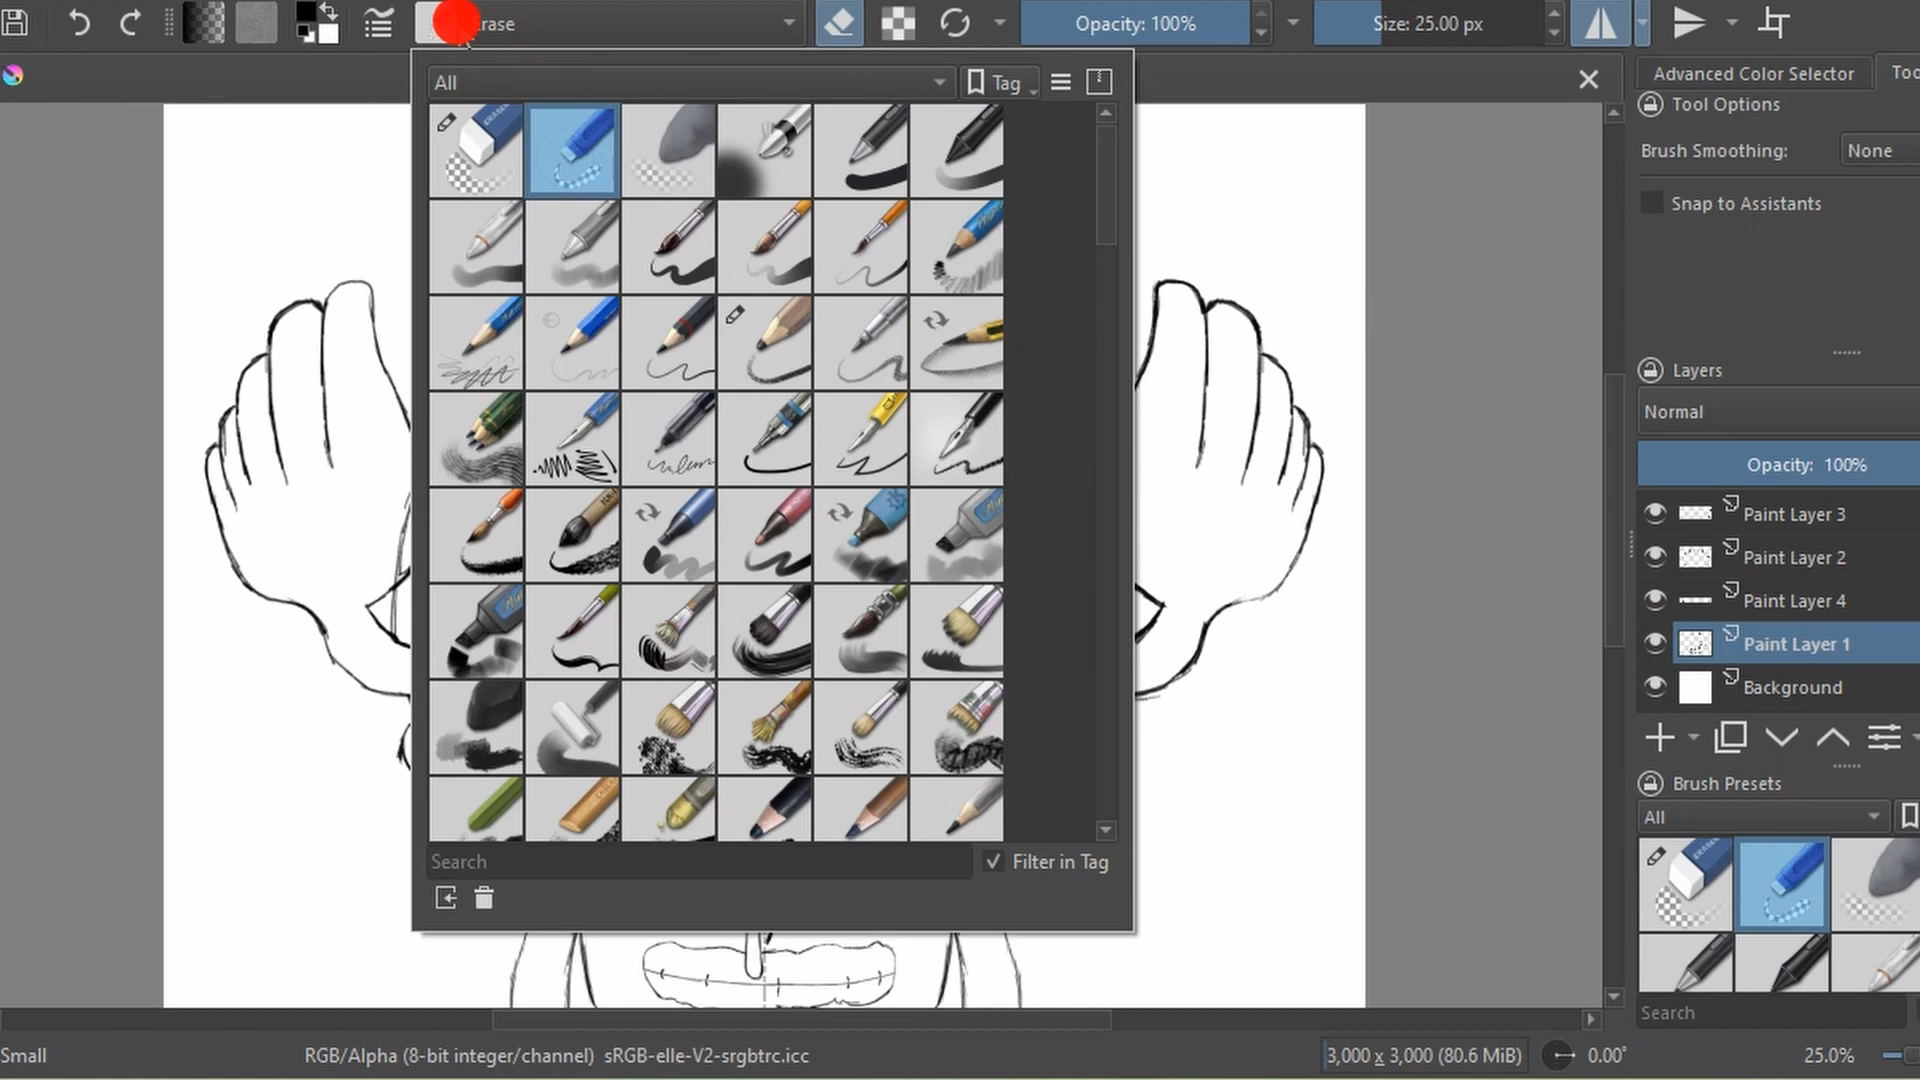 rase
Opacity: 100%
Size: 25.00 px
All
Tag
Advanced Color Selector
Too
Tool Options
Brush Smoothing:
None
Snap to Assistants
Layers
Normal
Opacity: 100%
Paint Layer 3
Paint Layer 2
Paint Layer 4
Paint Layer 1
Background
Brush Presets
All
Search
Filter in Tag
Search
Small
RGB/Alpha (8-bit integer/channel) sRGB-elle-V2-srgbtrc.icc
3,000 x 3,000 (80.6 MiB)
0.00°
25.0%